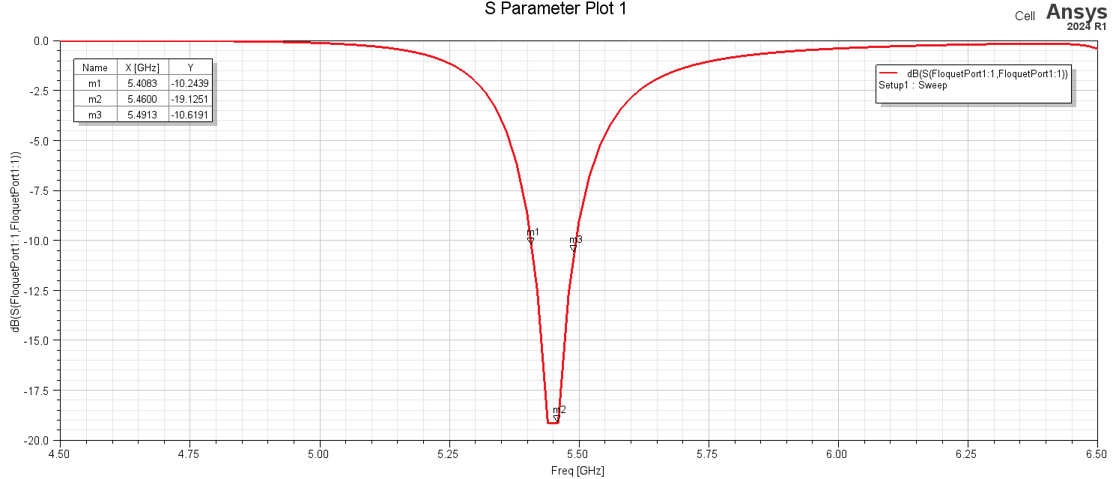 S Parameter Plot 1
Cell Ansys
2024 R1
Name X [GHz] Y
m1 5.4083 -10.2439
m2 5.4600 -19.1251
m3 5.4913 -10.6191
dB(S(FloquetPort1:1,FloquetPort1:1))
Setup1 : Sweep
dB(S(FloquetPort1:1,FloquetPort1:1))
0.0
-2.5
-5.0
-7.5
-10.0
-12.5
-15.0
-17.5
-20.0
m1
m3
m2
4.50 4.75 5.00 5.25 5.50 5.75 6.00 6.25 6.50
Freq [GHz]